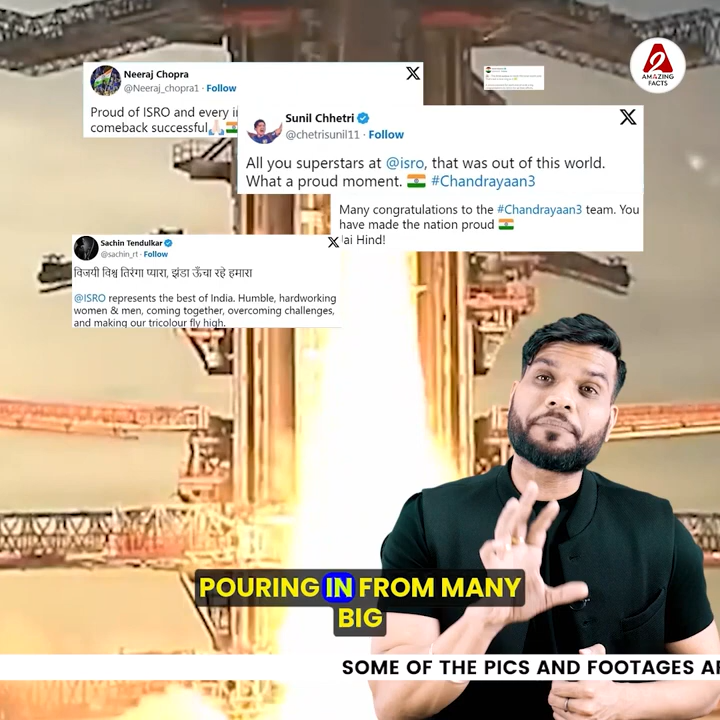 Neeraj Chopra
@Neeraj_chopra1 · Follow
Proud of ISRO and every i
comeback successful
A2
AMAZING
FACTS
Sunil Chhetri
@chetrisunil11 · Follow
All you superstars at @isro, that was out of this world.
What a proud moment. 🇮🇳 #Chandrayaan3
Many congratulations to the #Chandrayaan3 team. You
have made the nation proud 🇮🇳
Jai Hind!
Sachin Tendulkar
@sachin_rt · Follow
विजयी विश्व तिरंगा प्यारा, झंडा ऊँचा रहे हमारा
@ISRO represents the best of India. Humble, hardworking
women & men, coming together, overcoming challenges,
and making our tricolour fly high.
POURING IN FROM MANY
BIG
SOME OF THE PICS AND FOOTAGES